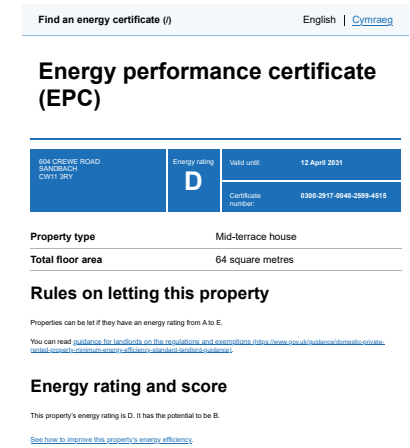 Find an energy certificate (/)
English | Cymraeg
Energy performance certificate
(EPC)
604 CREWE ROAD
SANDBACH
CW11 3RY
Energy rating
D
Valid until:
12 April 2031
Certificate
number:
0300-2917-0040-2599-4515
Property type
Mid-terrace house
Total floor area
64 square metres
Rules on letting this property
Properties can be let if they have an energy rating from A to E.
You can read guidance for landlords on the regulations and exemptions (https://www.gov.uk/guidance/domestic-private-
rented-property-minimum-energy-efficiency-standard-landlord-guidance).
Energy rating and score
This property's energy rating is D. It has the potential to be B.
See how to improve this property's energy efficiency.